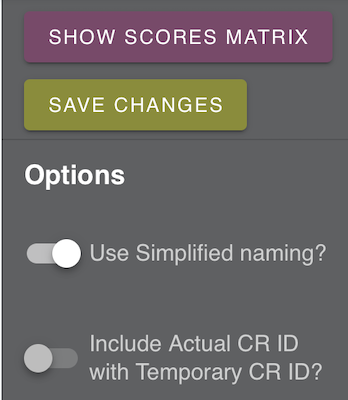 SHOW SCORES MATRIX
SAVE CHANGES
Options
Use Simplified naming?
Include Actual CR ID
with Temporary CR ID?